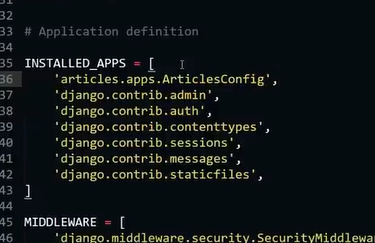 31
32
33 # Application definition
34
35 INSTALLED_APPS = [
36 'articles.apps.ArticlesConfig',
37 'django.contrib.admin',
38 'django.contrib.auth',
39 'django.contrib.contenttypes',
40 'django.contrib.sessions',
41 'django.contrib.messages',
42 'django.contrib.staticfiles',
43 ]
44
45 MIDDLEWARE = [
46 'django.middleware.security.SecurityMiddlewa